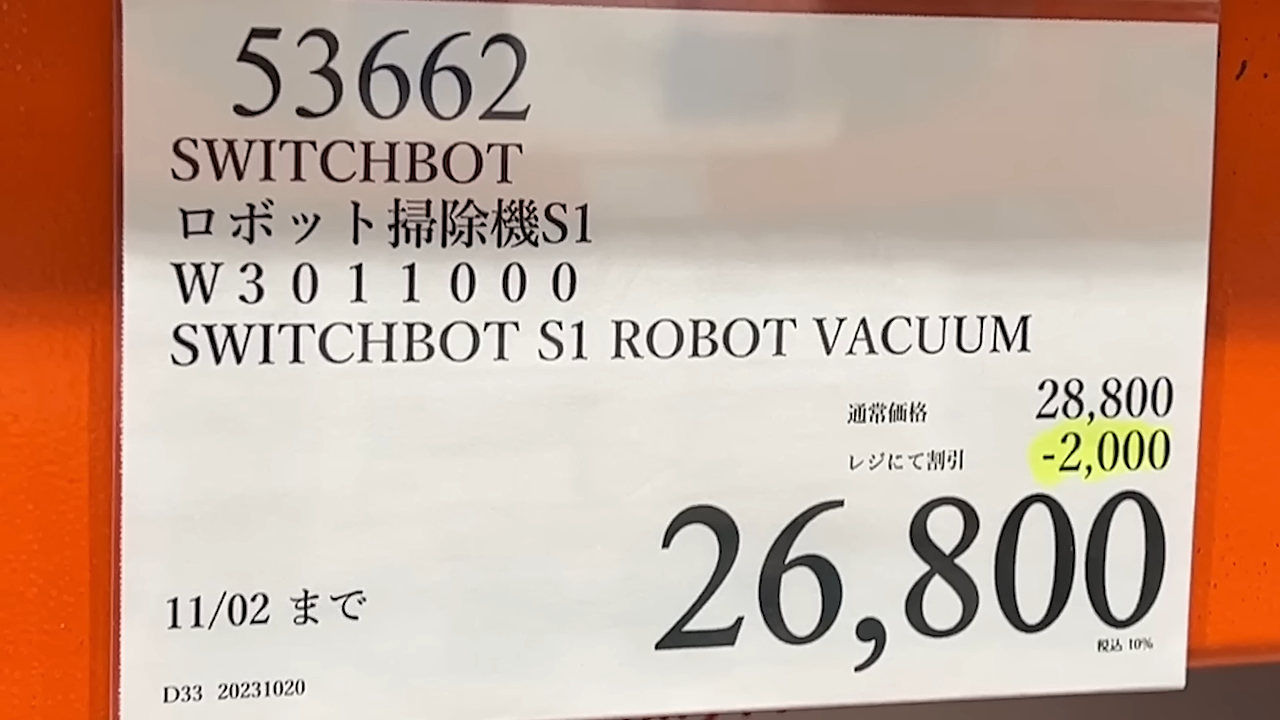 53662
SWITCHBOT
ロボット掃除機S1
W3011000
SWITCHBOT S1 ROBOT VACUUM
通常価格 28,800
レジにて割引 -2,000
26,800
税込 10%
11/02 まで
D33 20231020